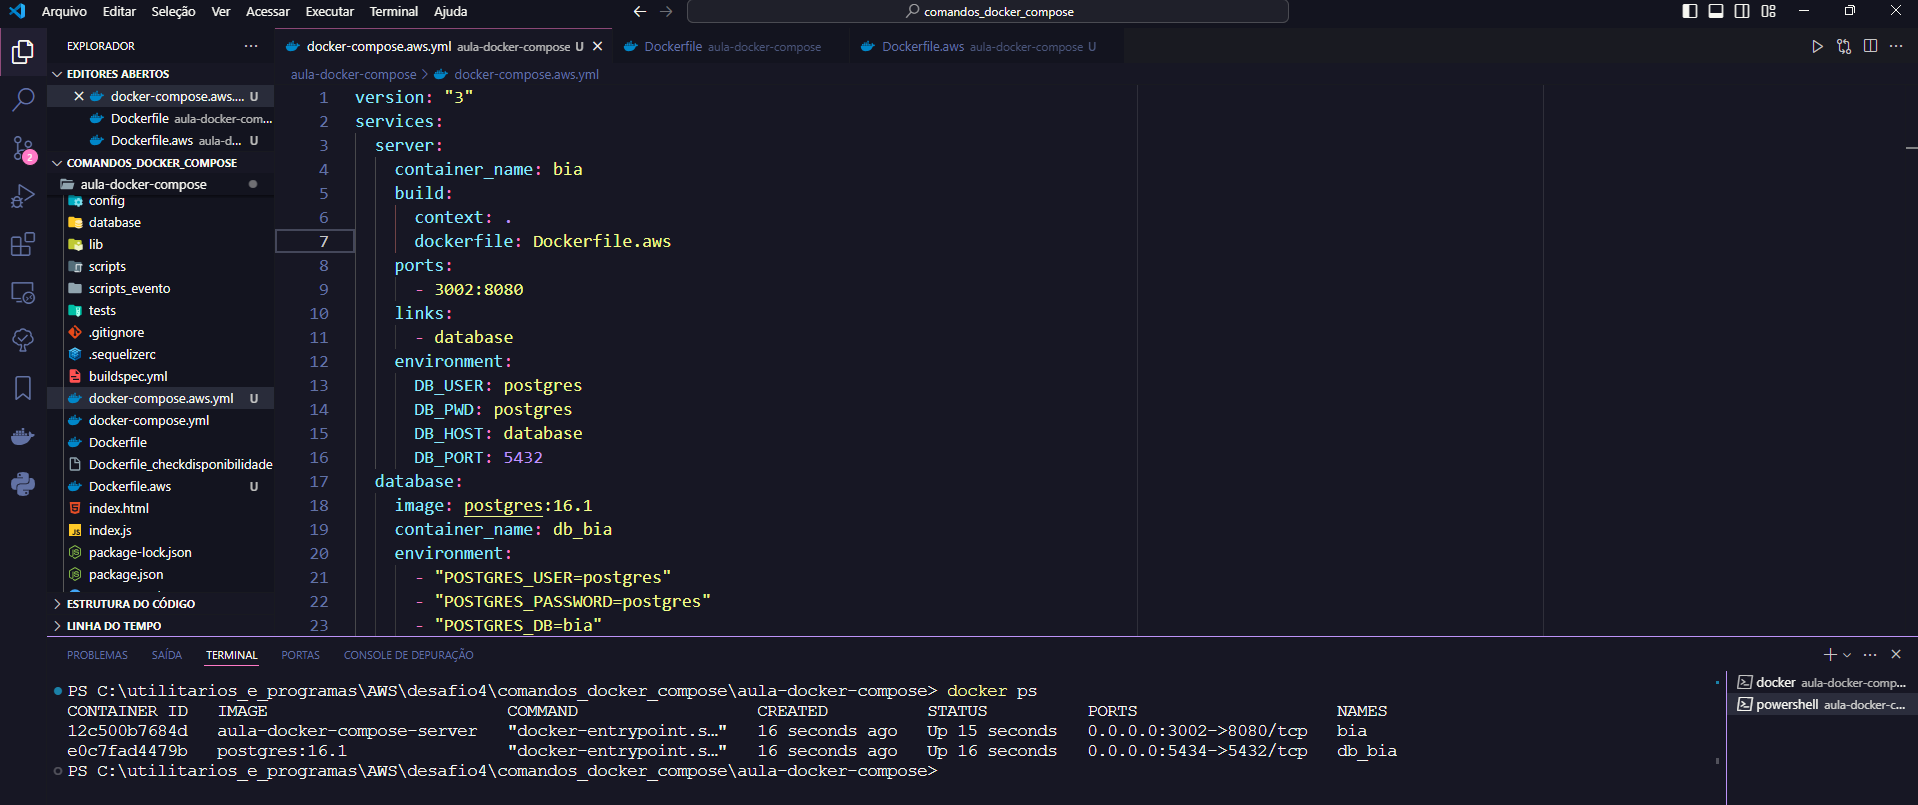 Arquivo Editar Seleção Ver Acessar Executar Terminal Ajuda
comandos_docker_compose
EXPLORADOR
docker-compose.aws.yml aula-docker-compose U
Dockerfile aula-docker-compose
Dockerfile.aws aula-docker-compose U
EDITORES ABERTOS
docker-compose.aws.... U
Dockerfile aula-docker-com...
Dockerfile.aws aula-d... U
COMANDOS_DOCKER_COMPOSE
aula-docker-compose
config
database
lib
scripts
scripts_evento
tests
.gitignore
.sequelizerc
buildspec.yml
docker-compose.aws.yml U
docker-compose.yml
Dockerfile
Dockerfile_checkdisponibilidade
Dockerfile.aws U
index.html
index.js
package-lock.json
package.json
ESTRUTURA DO CÓDIGO
LINHA DO TEMPO
2
aula-docker-compose > docker-compose.aws.yml
1 version: "3"
2 services:
3 server:
4 container_name: bia
5 build:
6 context: .
7 dockerfile: Dockerfile.aws
8 ports:
9 - 3002:8080
10 links:
11 - database
12 environment:
13 DB_USER: postgres
14 DB_PWD: postgres
15 DB_HOST: database
16 DB_PORT: 5432
17 database:
18 image: postgres:16.1
19 container_name: db_bia
20 environment:
21 - "POSTGRES_USER=postgres"
22 - "POSTGRES_PASSWORD=postgres"
23 - "POSTGRES_DB=bia"
PROBLEMAS SAÍDA TERMINAL PORTAS CONSOLE DE DEPURAÇÃO
PS C:\utilitarios_e_programas\AWS\desafio4\comandos_docker_compose\aula-docker-compose> docker ps
CONTAINER ID IMAGE COMMAND CREATED STATUS PORTS NAMES
12c500b7684d aula-docker-compose-server "docker-entrypoint.s…" 16 seconds ago Up 15 seconds 0.0.0.0:3002->8080/tcp bia
e0c7fad4479b postgres:16.1 "docker-entrypoint.s…" 16 seconds ago Up 16 seconds 0.0.0.0:5434->5432/tcp db_bia
PS C:\utilitarios_e_programas\AWS\desafio4\comandos_docker_compose\aula-docker-compose>
docker aula-docker-comp...
powershell aula-docker-c...